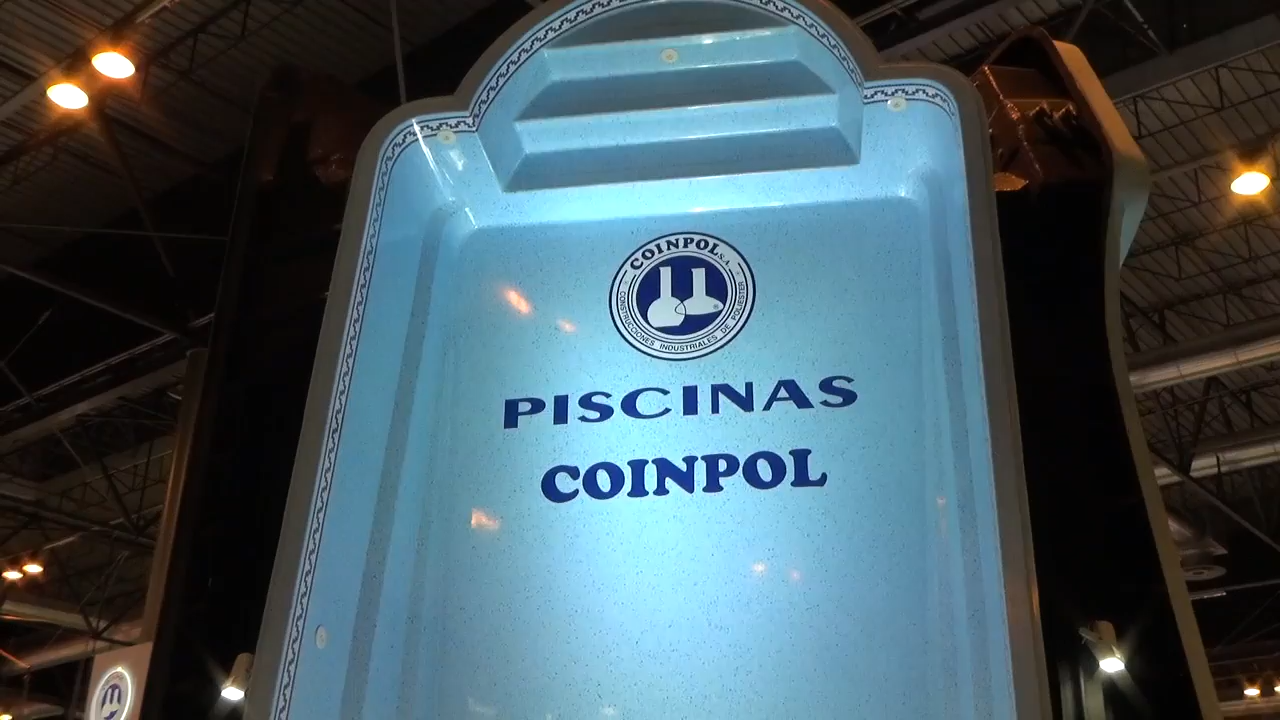 COINPOL S.A.
CONSTRUCCIONES INDUSTRIALES DE POLIESTER
PISCINAS
COINPOL